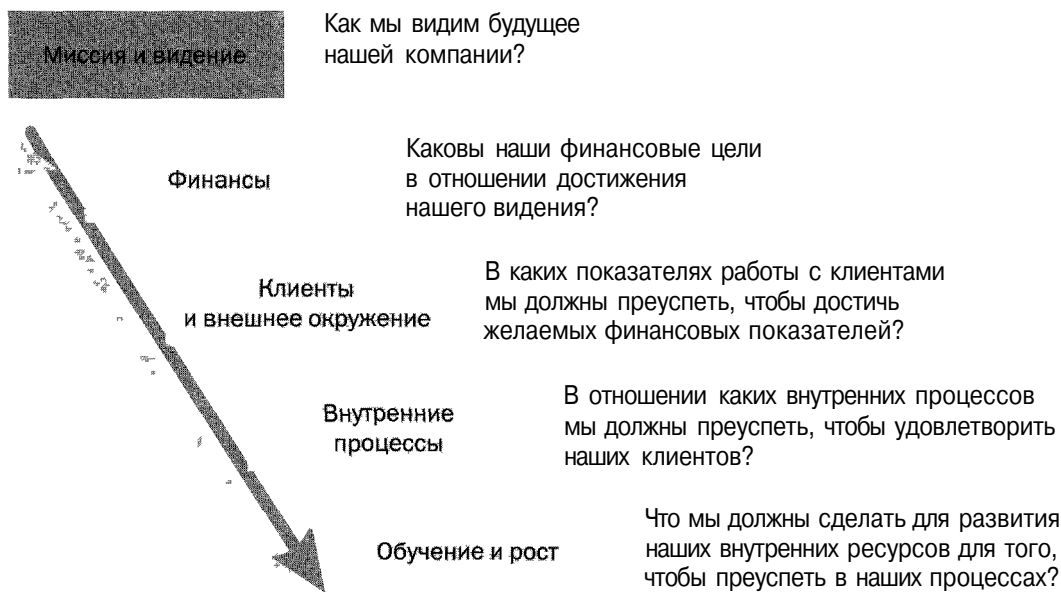 Миссия и видение
Как мы видим будущее
нашей компании?
Финансы
Каковы наши финансовые цели
в отношении достижения
нашего видения?
Клиенты
и внешнее окружение
В каких показателях работы с клиентами
мы должны преуспеть, чтобы достичь
желаемых финансовых показателей?
Внутренние
процессы
В отношении каких внутренних процессов
мы должны преуспеть, чтобы удовлетворить
наших клиентов?
Обучение и рост
Что мы должны сделать для развития
наших внутренних ресурсов для того,
чтобы преуспеть в наших процессах?